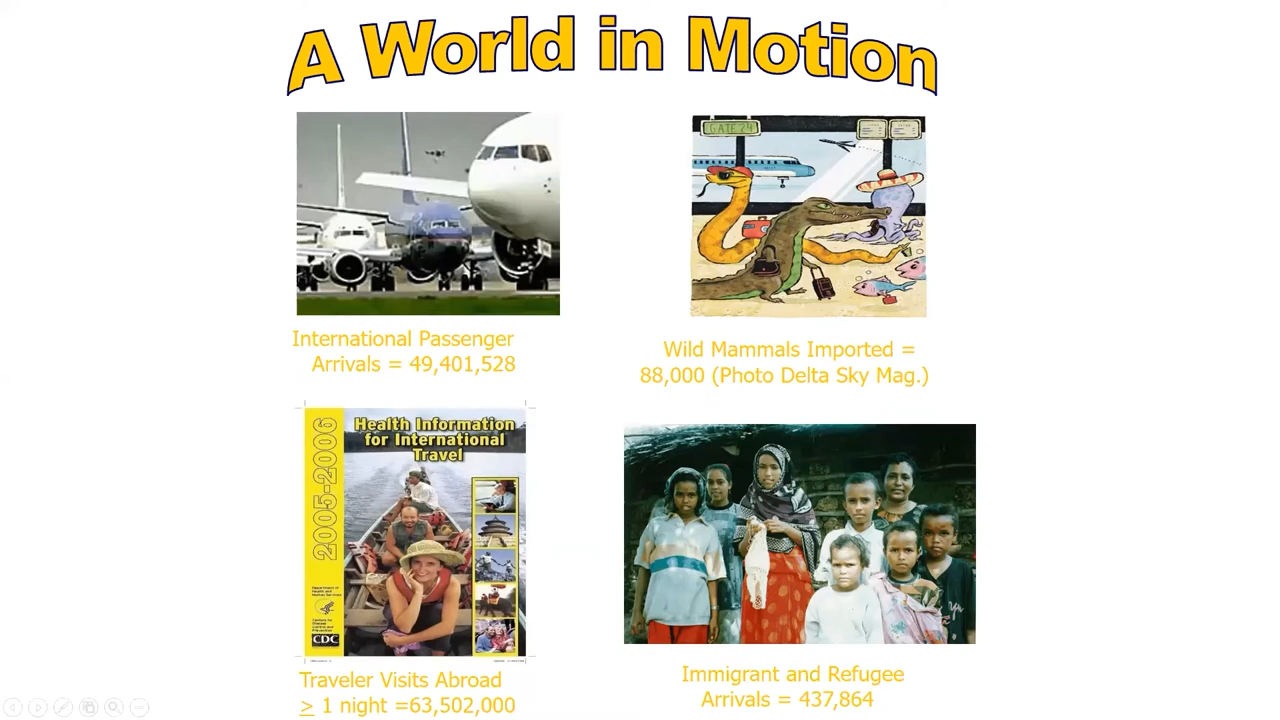 A World in Motion
GATE 24
International Passenger
Arrivals = 49,401,528
Wild Mammals Imported =
88,000 (Photo Delta Sky Mag.)
2005-2006
Health Information
for International
Travel
CDC
Traveler Visits Abroad
> 1 night =63,502,000
Immigrant and Refugee
Arrivals = 437,864